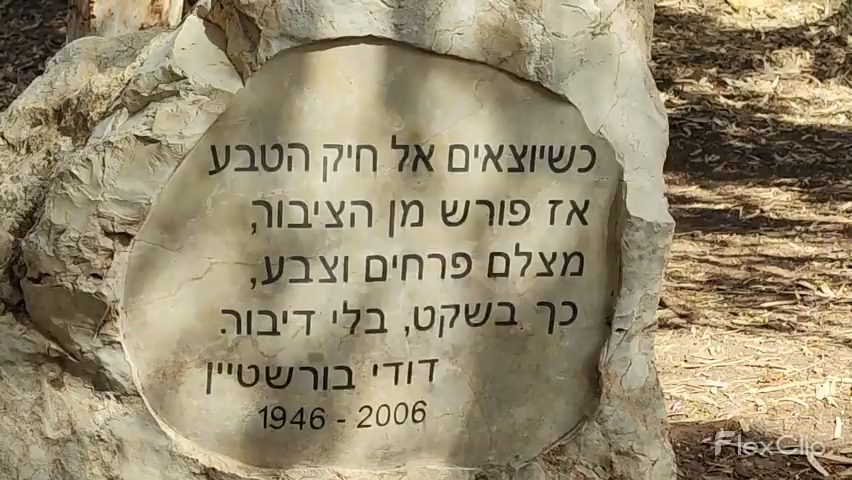 כשיוצאים אל חיק הטבע
אז פורש מן הציבור,
מצלם פרחים וצבע,
כך בשקט, בלי דיבור.
דודי בורשטיין
1946 - 2006
FlexClip